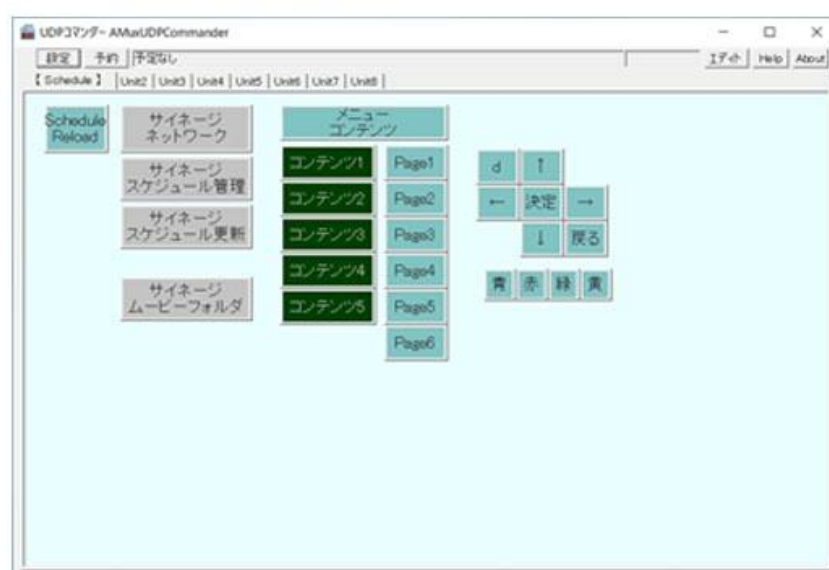 UDPコマンダー AMuxUDPCommander
設定 予約 予定なし エディト Help About
【 Schedule 】 Unit2 Unit3 Unit4 Unit5 Unit6 Unit7 Unit8
Schedule
Reload
サイネージ
ネットワーク
サイネージ
スケジュール管理
サイネージ
スケジュール更新
サイネージ
ムービーフォルダ
メニュー
コンテンツ
コンテンツ1 Page1
コンテンツ2 Page2
コンテンツ3 Page3
コンテンツ4 Page4
コンテンツ5 Page5
Page6
d ↑
← 決定 →
↓ 戻る
青 赤 緑 黄